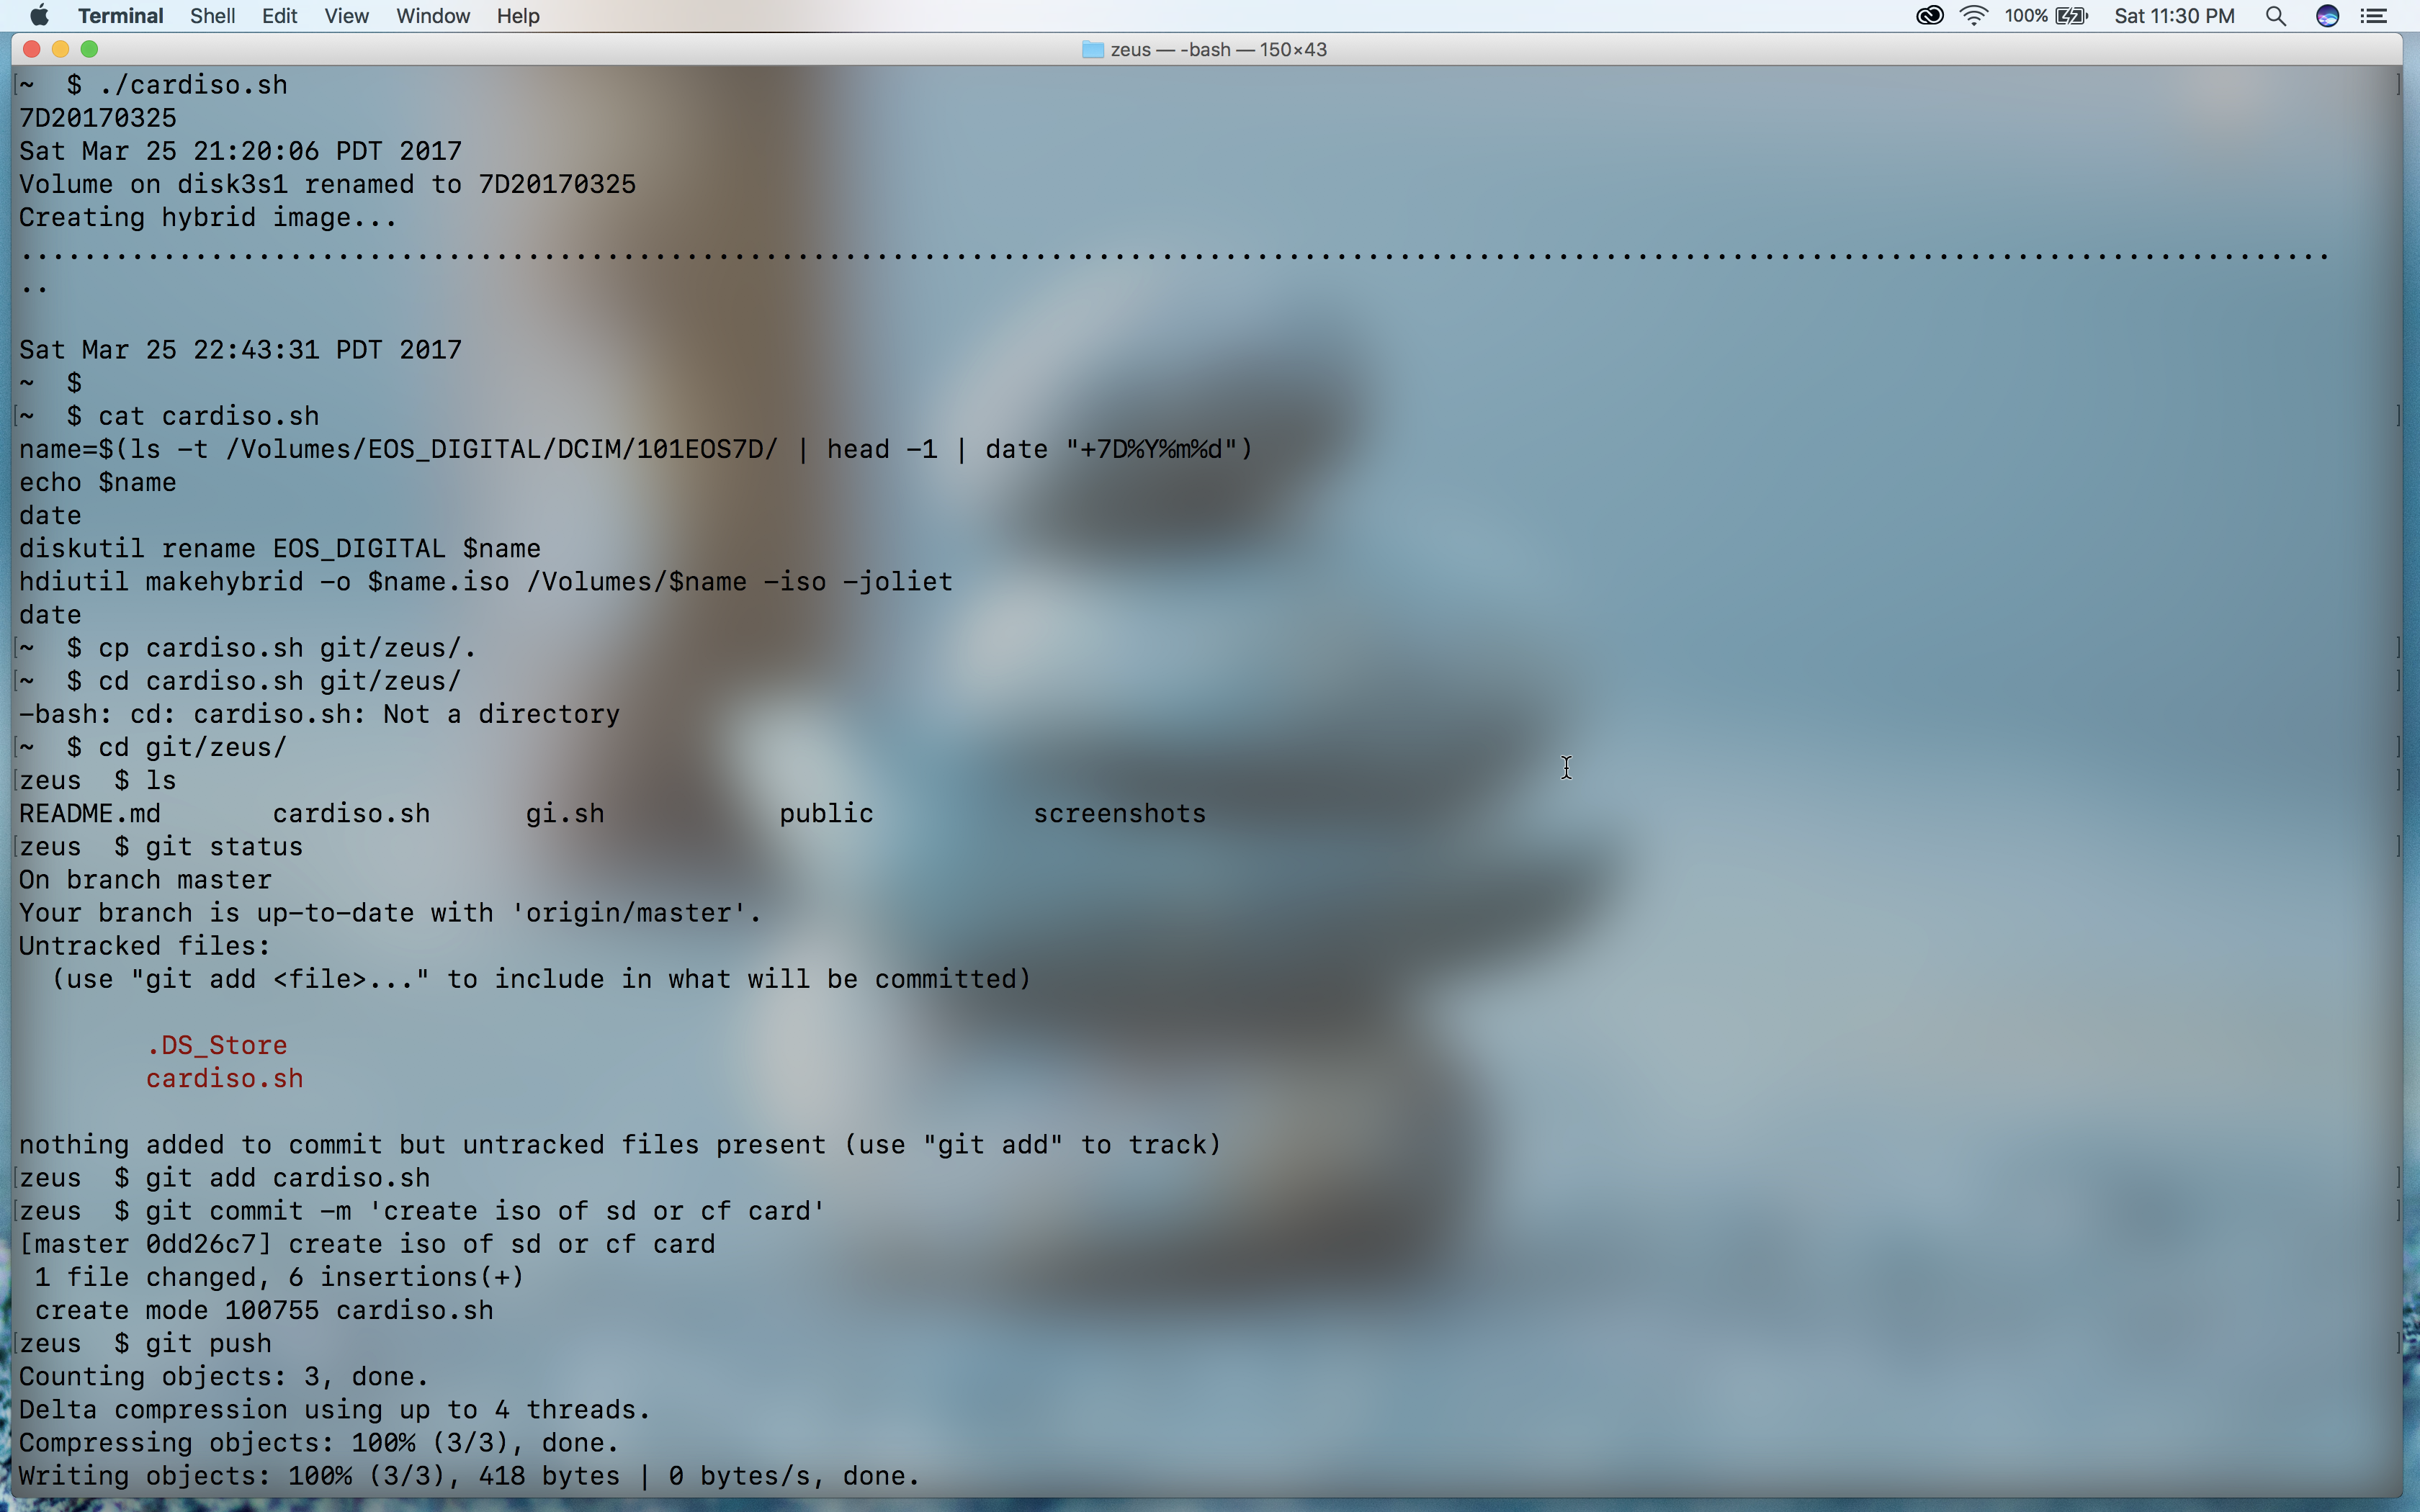 Terminal Shell Edit View Window Help 100% Sat 11:30 PM
zeus — -bash — 150×43
~  $ ./cardiso.sh
7D20170325
Sat Mar 25 21:20:06 PDT 2017
Volume on disk3s1 renamed to 7D20170325
Creating hybrid image...
..................................................................................................................................................
..
Sat Mar 25 22:43:31 PDT 2017
~  $
~  $ cat cardiso.sh
name=$(ls -t /Volumes/EOS_DIGITAL/DCIM/101EOS7D/ | head -1 | date "+7D%Y%m%d")
echo $name
date
diskutil rename EOS_DIGITAL $name
hdiutil makehybrid -o $name.iso /Volumes/$name -iso -joliet
date
~  $ cp cardiso.sh git/zeus/.
~  $ cd cardiso.sh git/zeus/
-bash: cd: cardiso.sh: Not a directory
~  $ cd git/zeus/
zeus  $ ls
README.md       cardiso.sh      gi.sh           public          screenshots
zeus  $ git status
On branch master
Your branch is up-to-date with 'origin/master'.
Untracked files:
  (use "git add <file>..." to include in what will be committed)
        .DS_Store
        cardiso.sh
nothing added to commit but untracked files present (use "git add" to track)
zeus  $ git add cardiso.sh
zeus  $ git commit -m 'create iso of sd or cf card'
[master 0dd26c7] create iso of sd or cf card
 1 file changed, 6 insertions(+)
 create mode 100755 cardiso.sh
zeus  $ git push
Counting objects: 3, done.
Delta compression using up to 4 threads.
Compressing objects: 100% (3/3), done.
Writing objects: 100% (3/3), 418 bytes | 0 bytes/s, done.